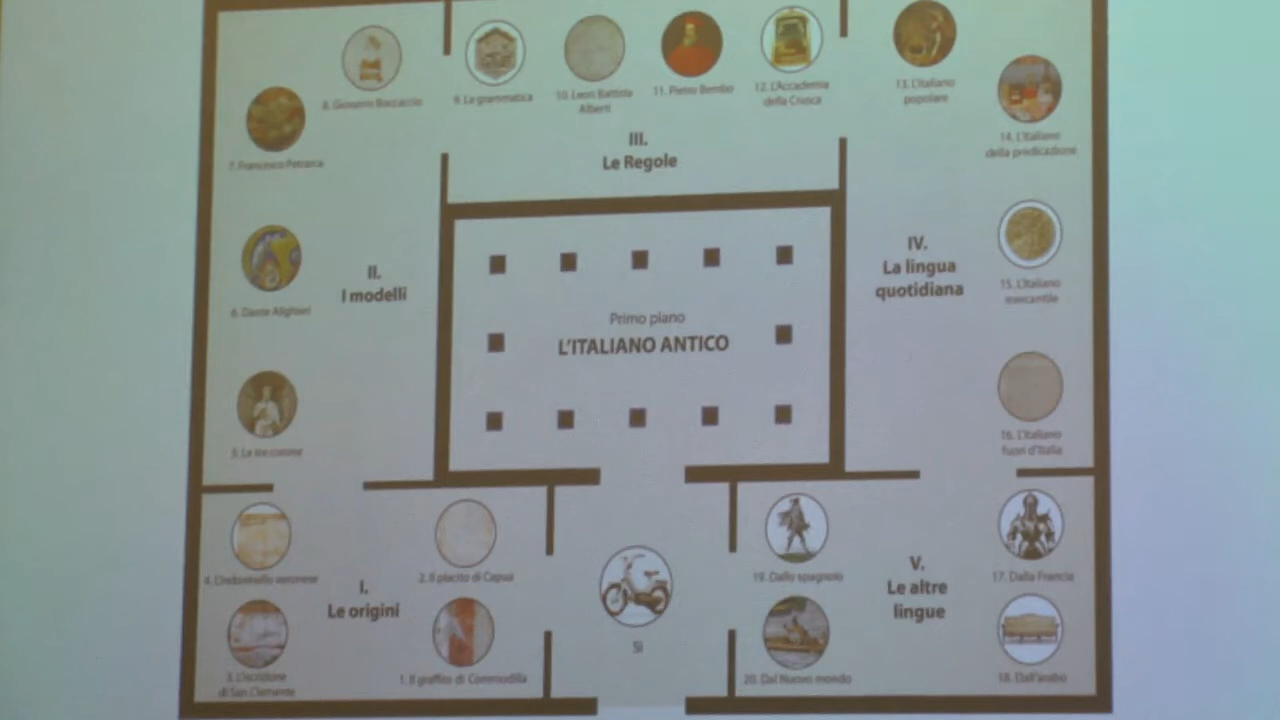 8. Giovanni Boccaccio
9. La grammatica
10. Leon Battista
Alberti
11. Pietro Bembo
12. L'Accademia
della Crusca
13. L'italiano
popolare
7. Francesco Petrarca
14. L'italiano
della predicazione
III.
Le Regole
II.
I modelli
6. Dante Alighieri
IV.
La lingua
quotidiana
15. L'italiano
mercantile
Primo piano
L'ITALIANO ANTICO
5. Le tre corone
16. L'italiano
fuori d'Italia
4. L'indovinello veronese
2. Il placito di Capua
I.
Le origini
3. L'iscrizione
di San Clemente
1. Il graffito di Commodilla
Sì
19. Dallo spagnolo
V.
Le altre
lingue
17. Dalla Francia
20. Dal Nuovo mondo
18. Dall'arabo